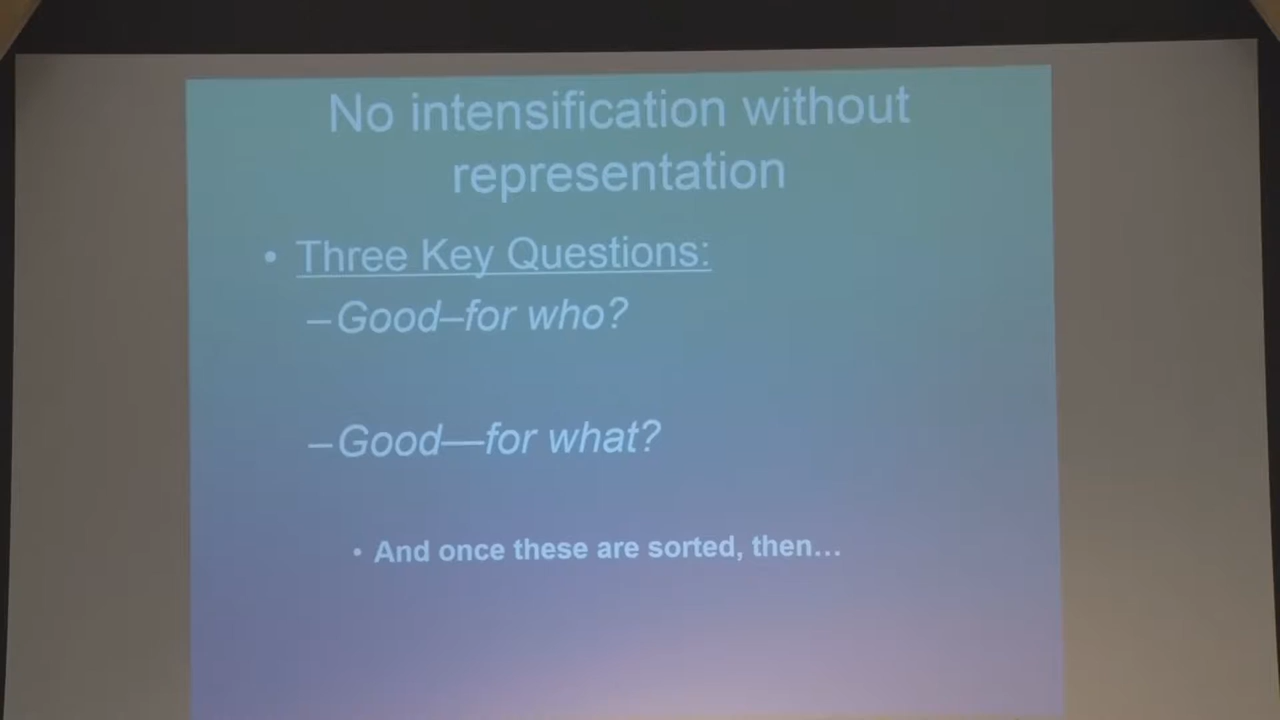 No intensification without
representation
• Three Key Questions:
–Good–for who?
–Good—for what?
• And once these are sorted, then…